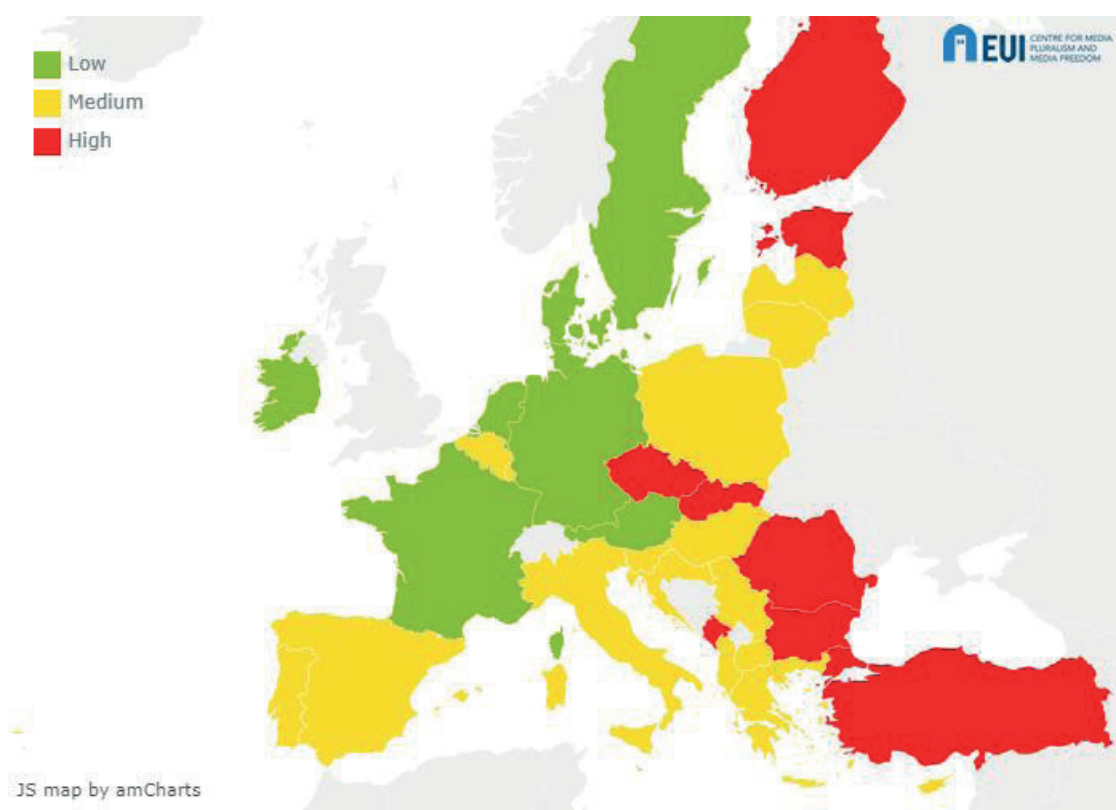 Low
Medium
High
EUI
CENTRE FOR MEDIA
PLURALISM AND
MEDIA FREEDOM
JS map by amCharts